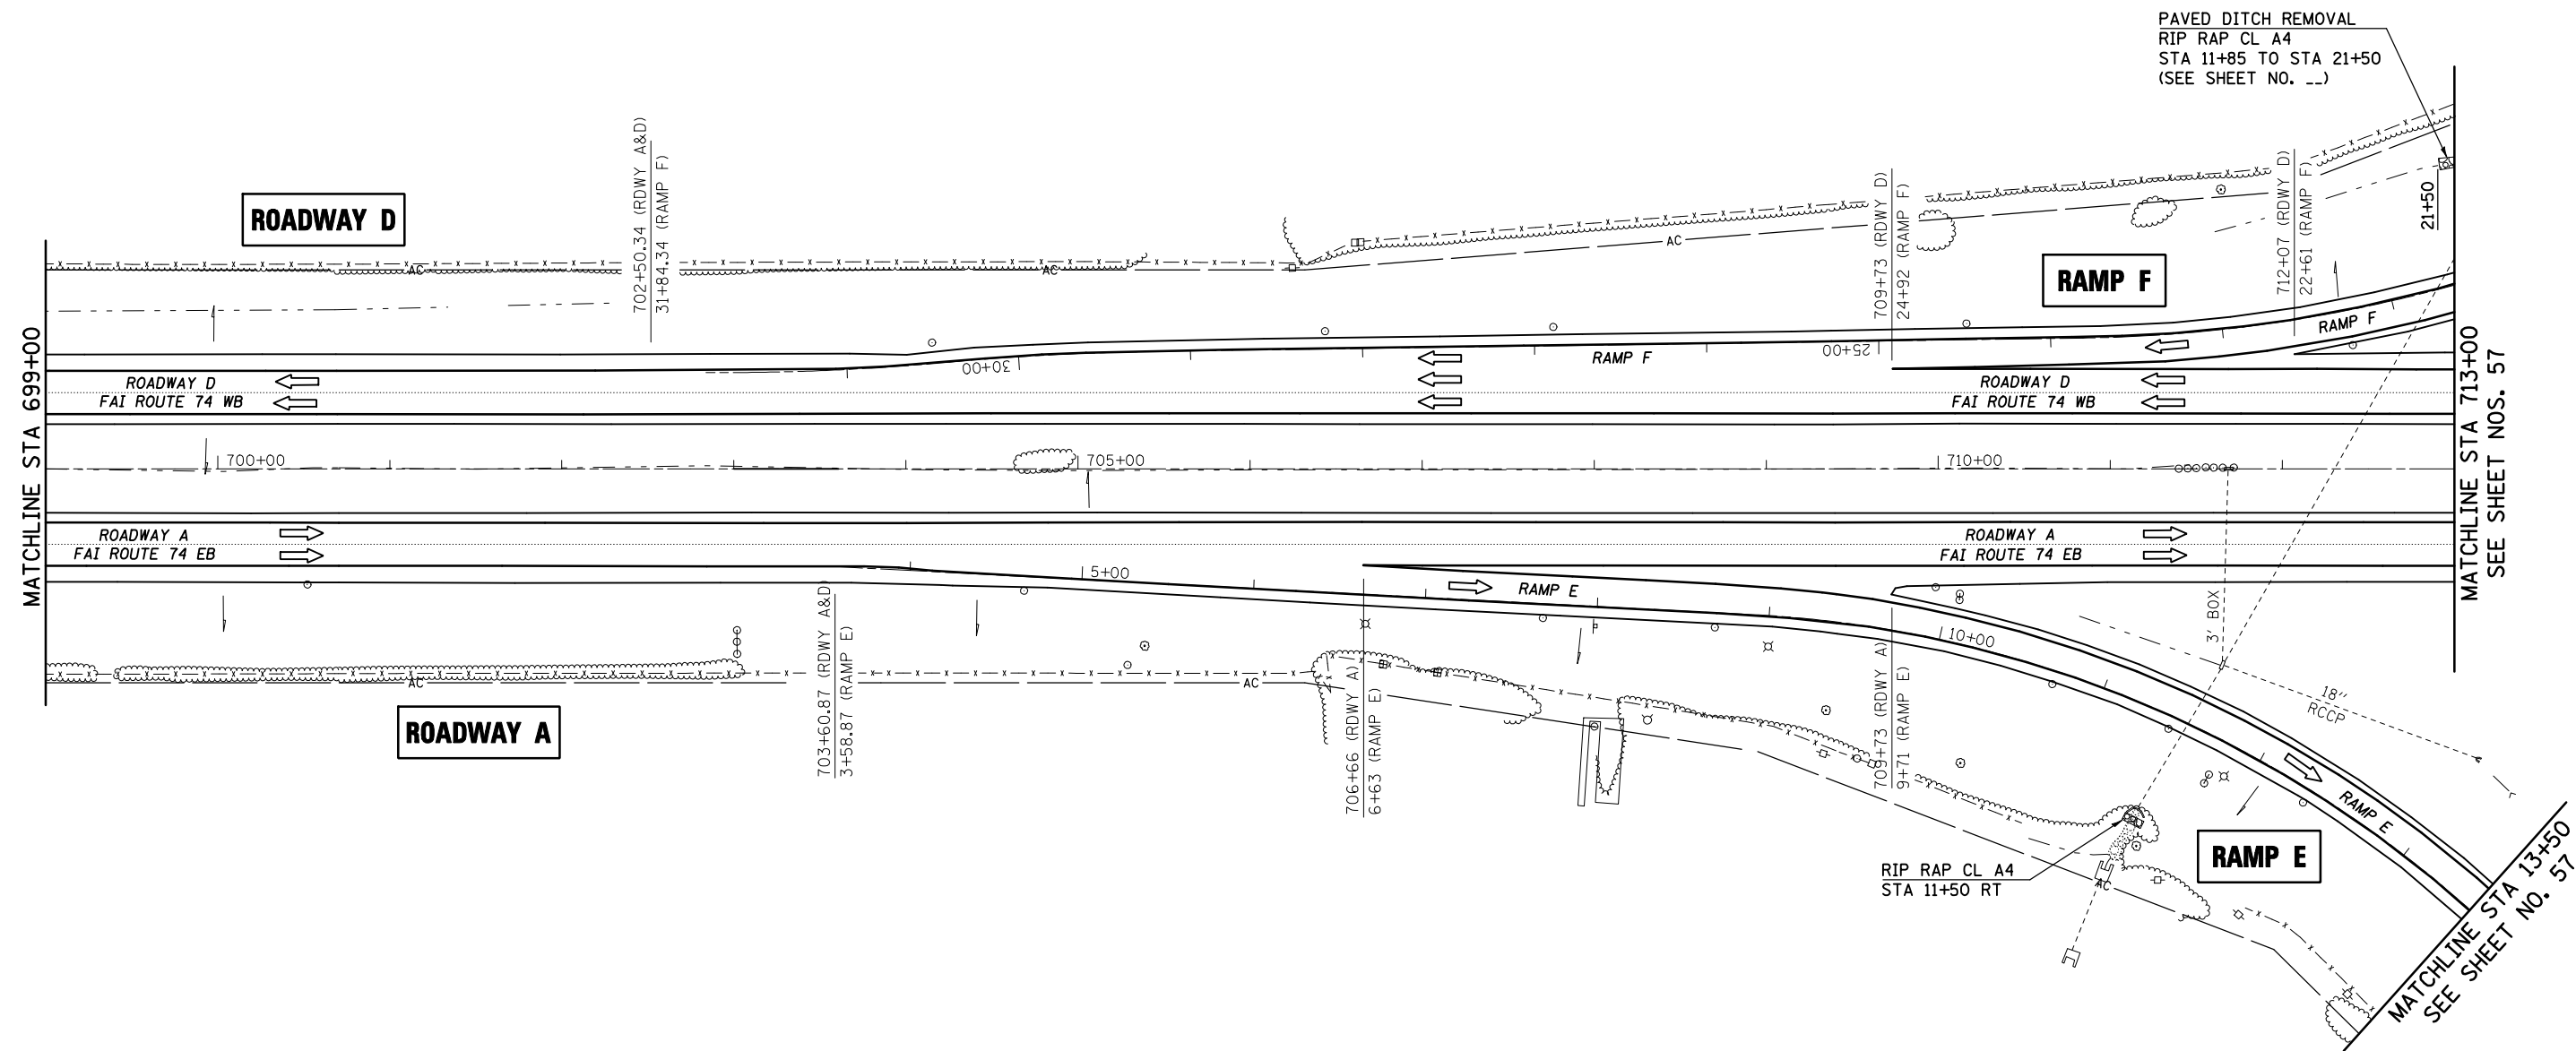 PAVED DITCH REMOVAL
RIP RAP CL A4
STA 11+85 TO STA 21+50
(SEE SHEET NO. __)
21+50
ROADWAY D
702+50.34 (RDWY A&D)
31+84.34 (RAMP F)
709+73 (RDWY D)
24+92 (RAMP F)
712+07 (RDWY D)
22+61 (RAMP F)
AC
AC
AC
RAMP F
RAMP F
RAMP F
30+00
25+00
MATCHLINE STA 699+00
ROADWAY D
FAI ROUTE 74 WB
ROADWAY D
FAI ROUTE 74 WB
MATCHLINE STA 713+00
SEE SHEET NOS. 57
700+00
705+00
710+00
ROADWAY A
FAI ROUTE 74 EB
ROADWAY A
FAI ROUTE 74 EB
5+00
RAMP E
10+00
3' BOX
18"
RCCP
703+60.87 (RDWY A&D)
3+58.87 (RAMP E)
706+66 (RDWY A)
6+63 (RAMP E)
709+73 (RDWY A)
9+71 (RAMP E)
AC
AC
AC
ROADWAY A
RAMP E
RAMP E
RIP RAP CL A4
STA 11+50 RT
MATCHLINE STA 13+50
SEE SHEET NO. 57